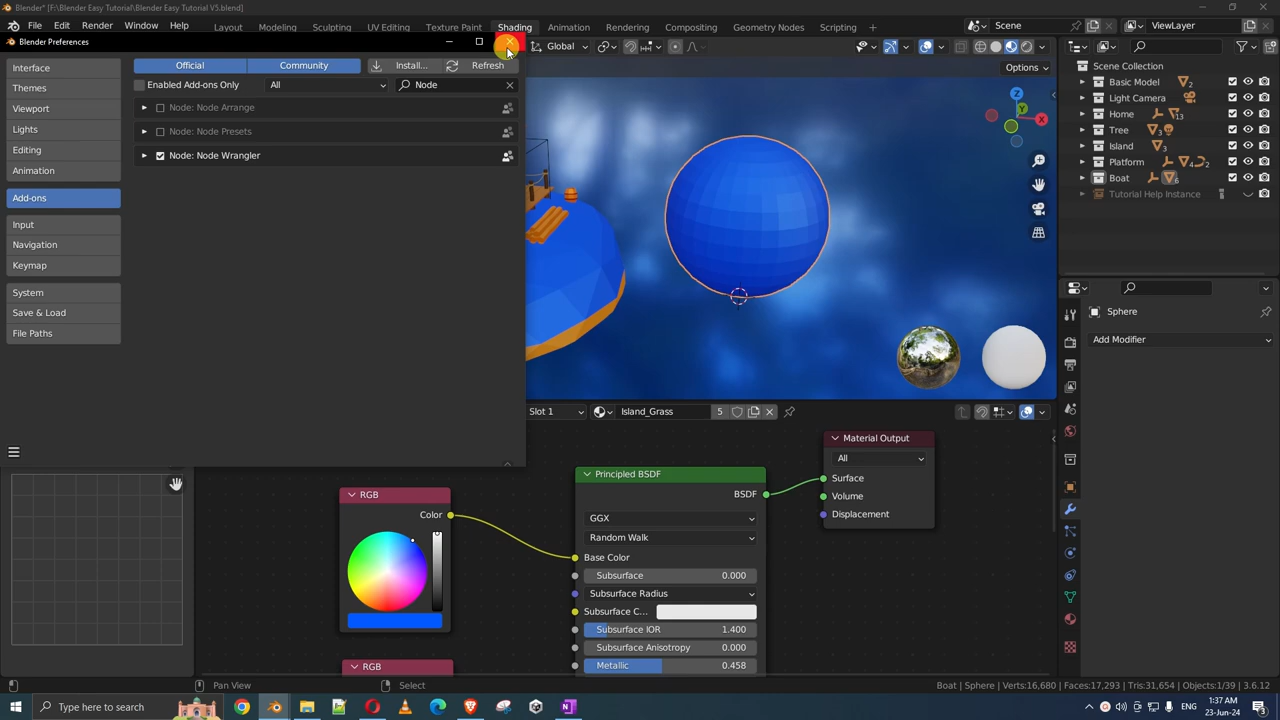 Blender* [F:\Blender Easy Tutorial\Blender Easy Tutorial V5.blend]
File Edit Render Window Help Layout Modeling Sculpting UV Editing Texture Paint Shading Animation Rendering Compositing Geometry Nodes Scripting + Scene ViewLayer
Blender Preferences
Global
Interface
Themes
Viewport
Lights
Editing
Animation
Add-ons
Input
Navigation
Keymap
System
Save & Load
File Paths
Official Community Install... Refresh
Enabled Add-ons Only All Node
Node: Node Arrange
Node: Node Presets
Node: Node Wrangler
Options
Z
Y
X
Scene Collection
Basic Model 2
Light Camera
Home 13
Tree 3
Island 3
Platform 4 2
Boat 6
Tutorial Help Instance
Sphere
Add Modifier
Slot 1 Island_Grass 5
RGB
Color
RGB
Principled BSDF
BSDF
GGX
Random Walk
Base Color
Subsurface 0.000
Subsurface Radius
Subsurface C...
Subsurface IOR 1.400
Subsurface Anisotropy 0.000
Metallic 0.458
Material Output
All
Surface
Volume
Displacement
Pan View Select Boat | Sphere | Verts:16,680 | Faces:17,293 | Tris:31,654 | Objects:1/39 | 3.6.12
Type here to search ENG 1:37 AM
23-Jun-24